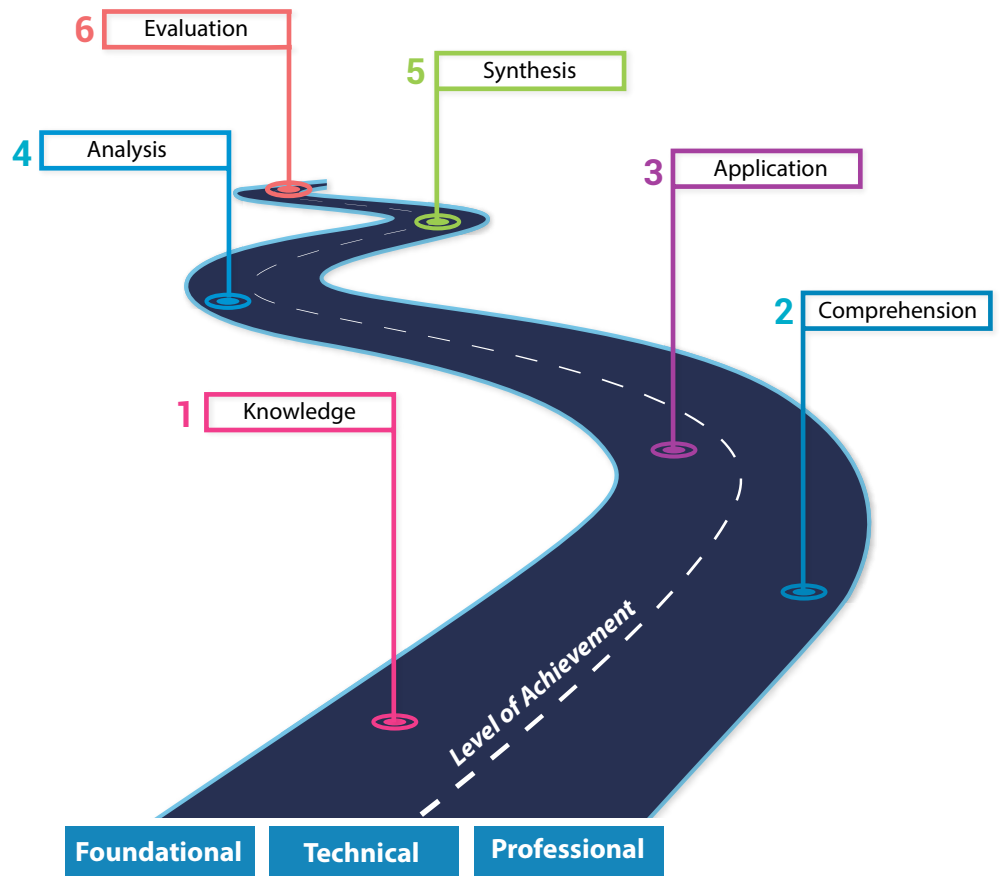 6 Evaluation
5 Synthesis
4 Analysis
3 Application
2 Comprehension
1 Knowledge
Level of Achievement
Foundational
Technical
Professional